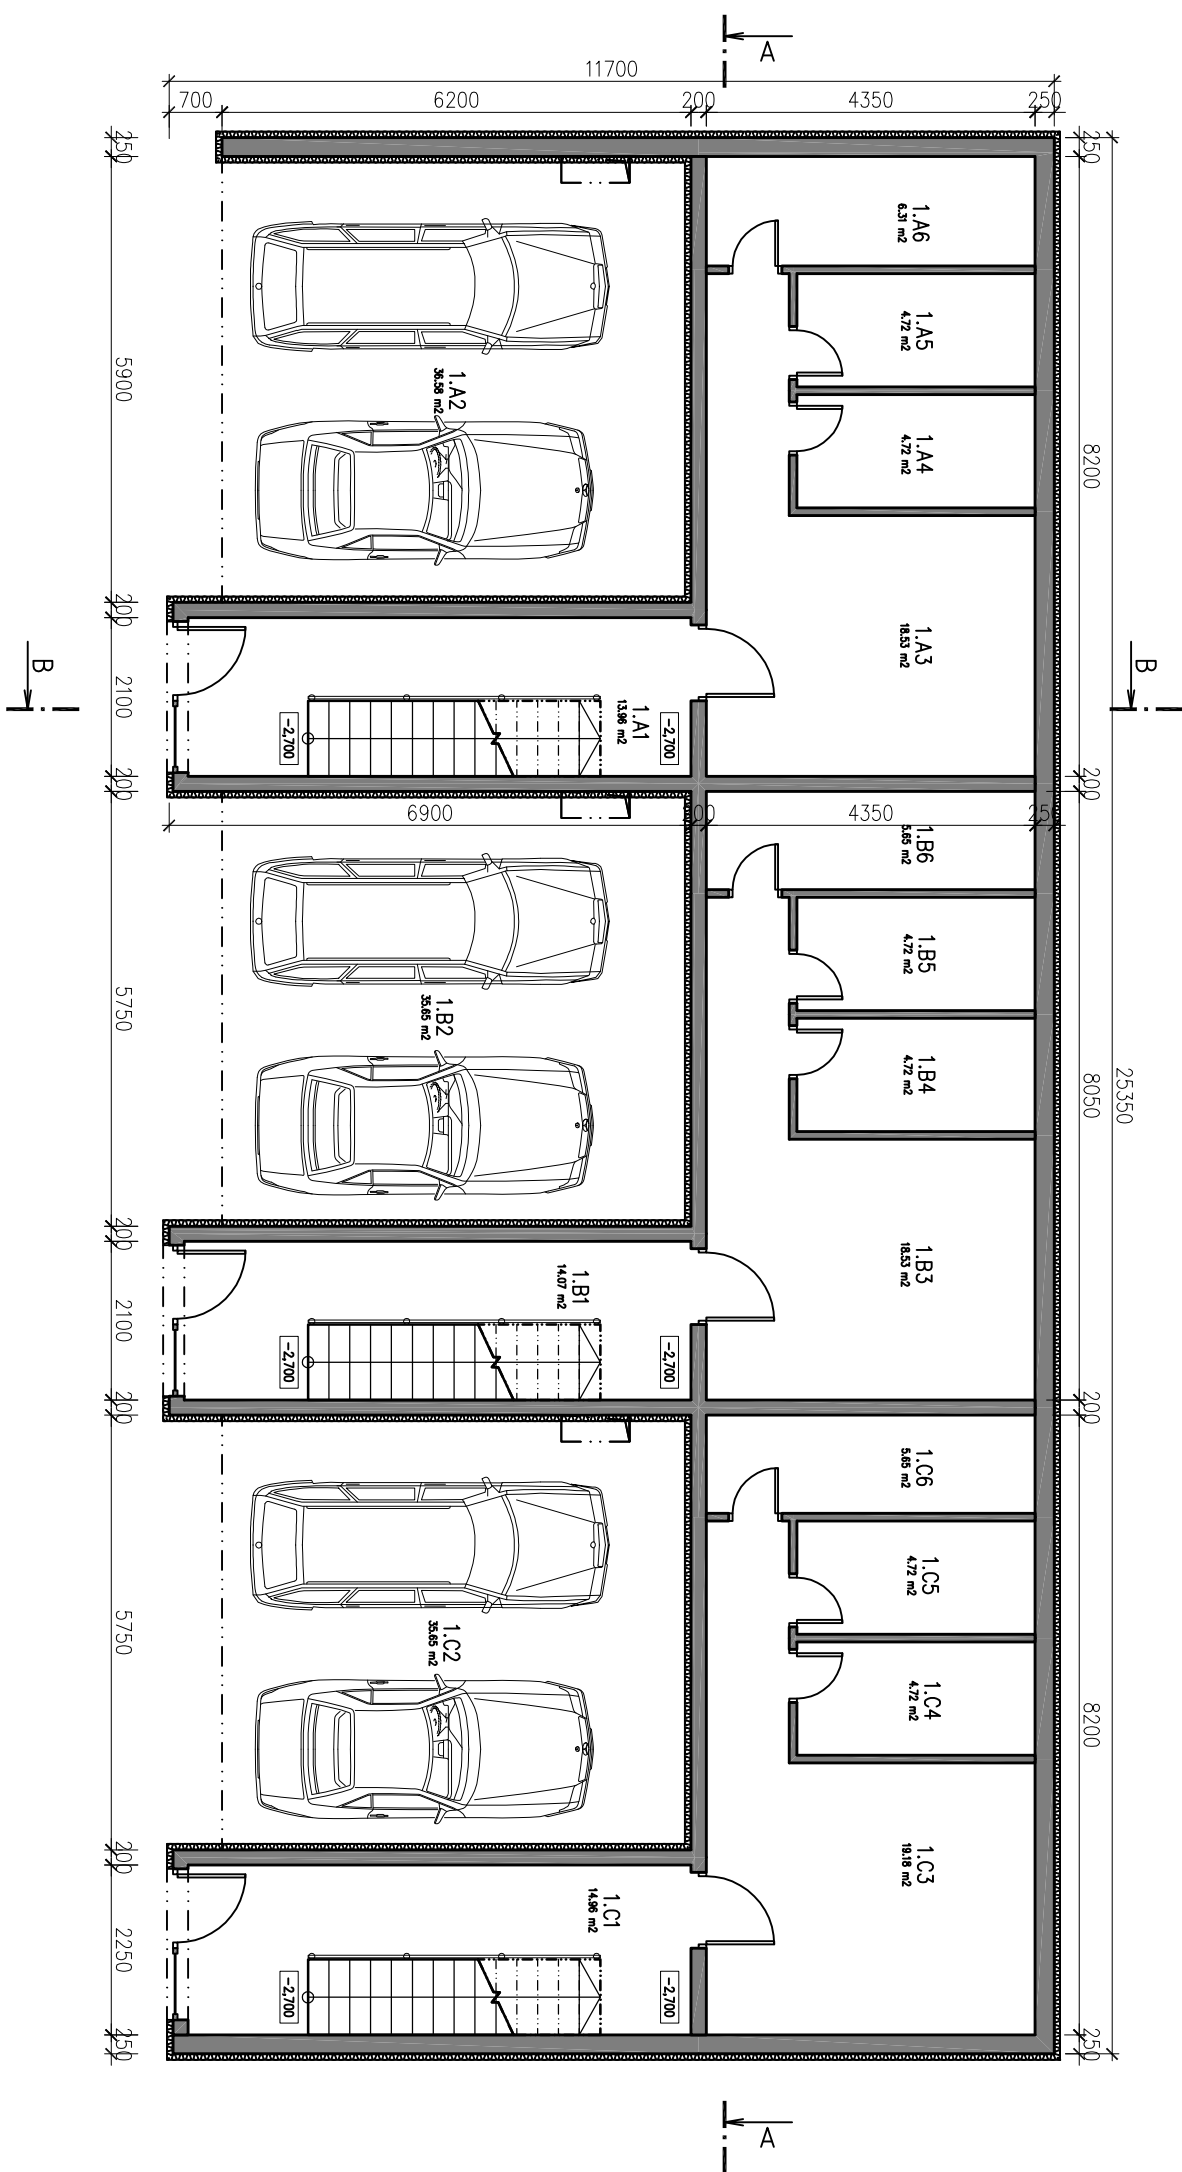 A
11700
700
6200
200
4350
250
250
5900
200
2100
200
5750
200
2100
200
5750
200
2250
250
250
8200
200
8050
200
8200
250
25350
B
B
1.A6
6.31 m2
1.A5
4.72 m2
1.A4
4.72 m2
1.A2
36.58 m2
1.A3
18.53 m2
1.A1
13.96 m2
-2,700
-2,700
6900
200
4350
250
1.B6
5.65 m2
1.B5
4.72 m2
1.B4
4.72 m2
1.B2
35.65 m2
1.B3
18.53 m2
1.B1
14.07 m2
-2,700
-2,700
1.C6
5.65 m2
1.C5
4.72 m2
1.C4
4.72 m2
1.C2
35.65 m2
1.C3
19.18 m2
1.C1
14.96 m2
-2,700
-2,700
A